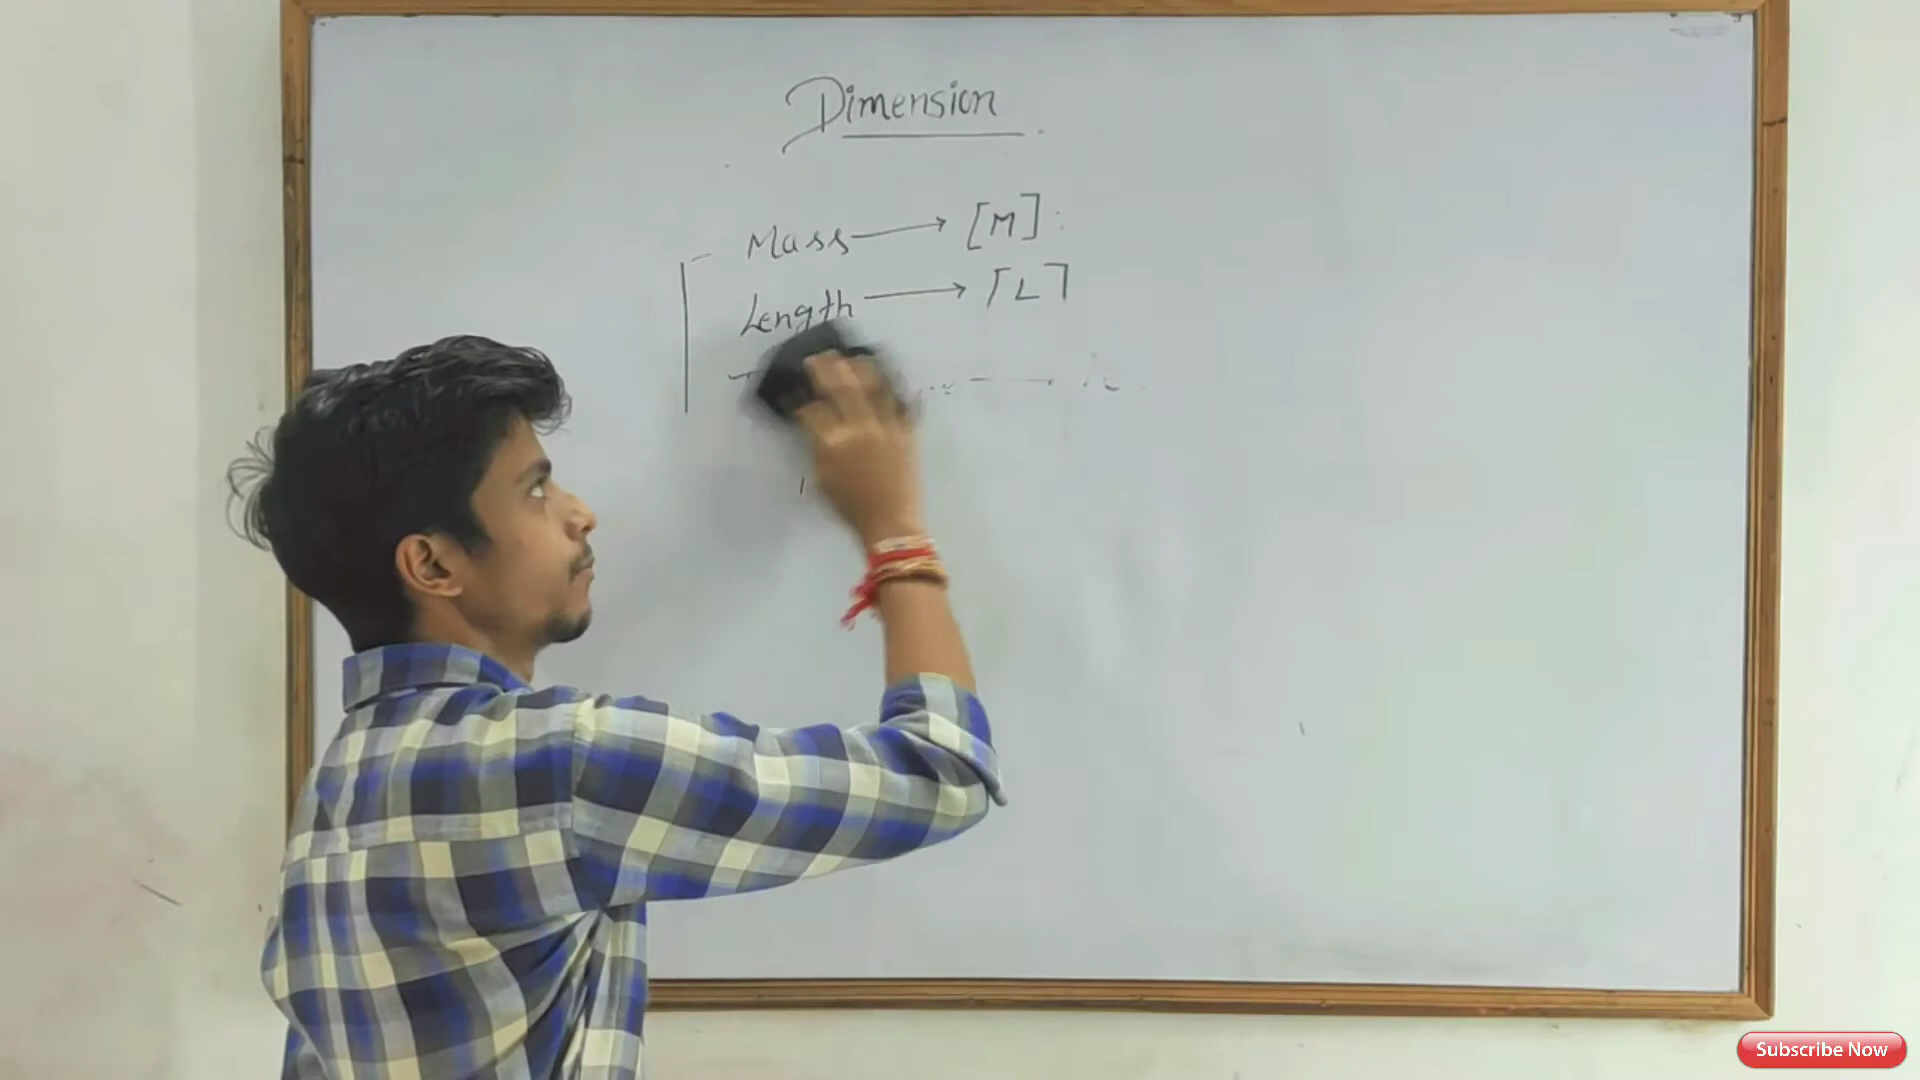 Dimension
Mass → [M]
Length → [L]
Subscribe Now